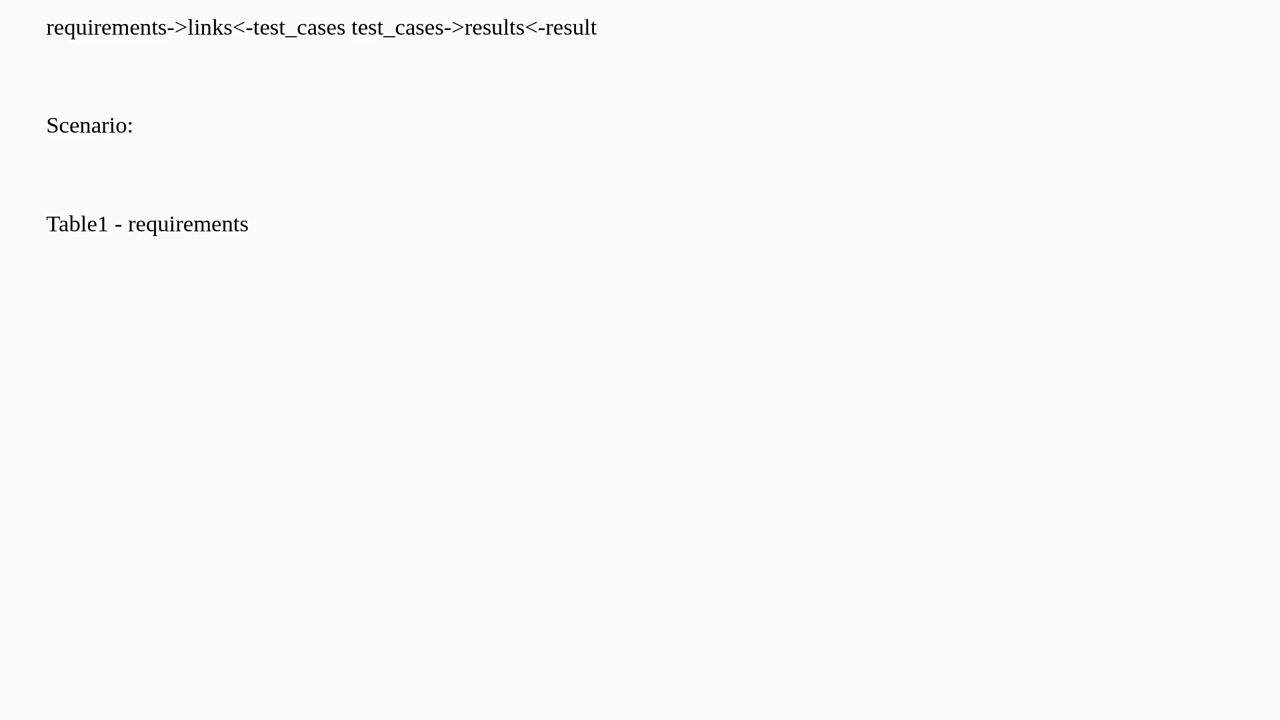 requirements->links<-test_cases test_cases->results<-result
Scenario:
Table1 - requirements